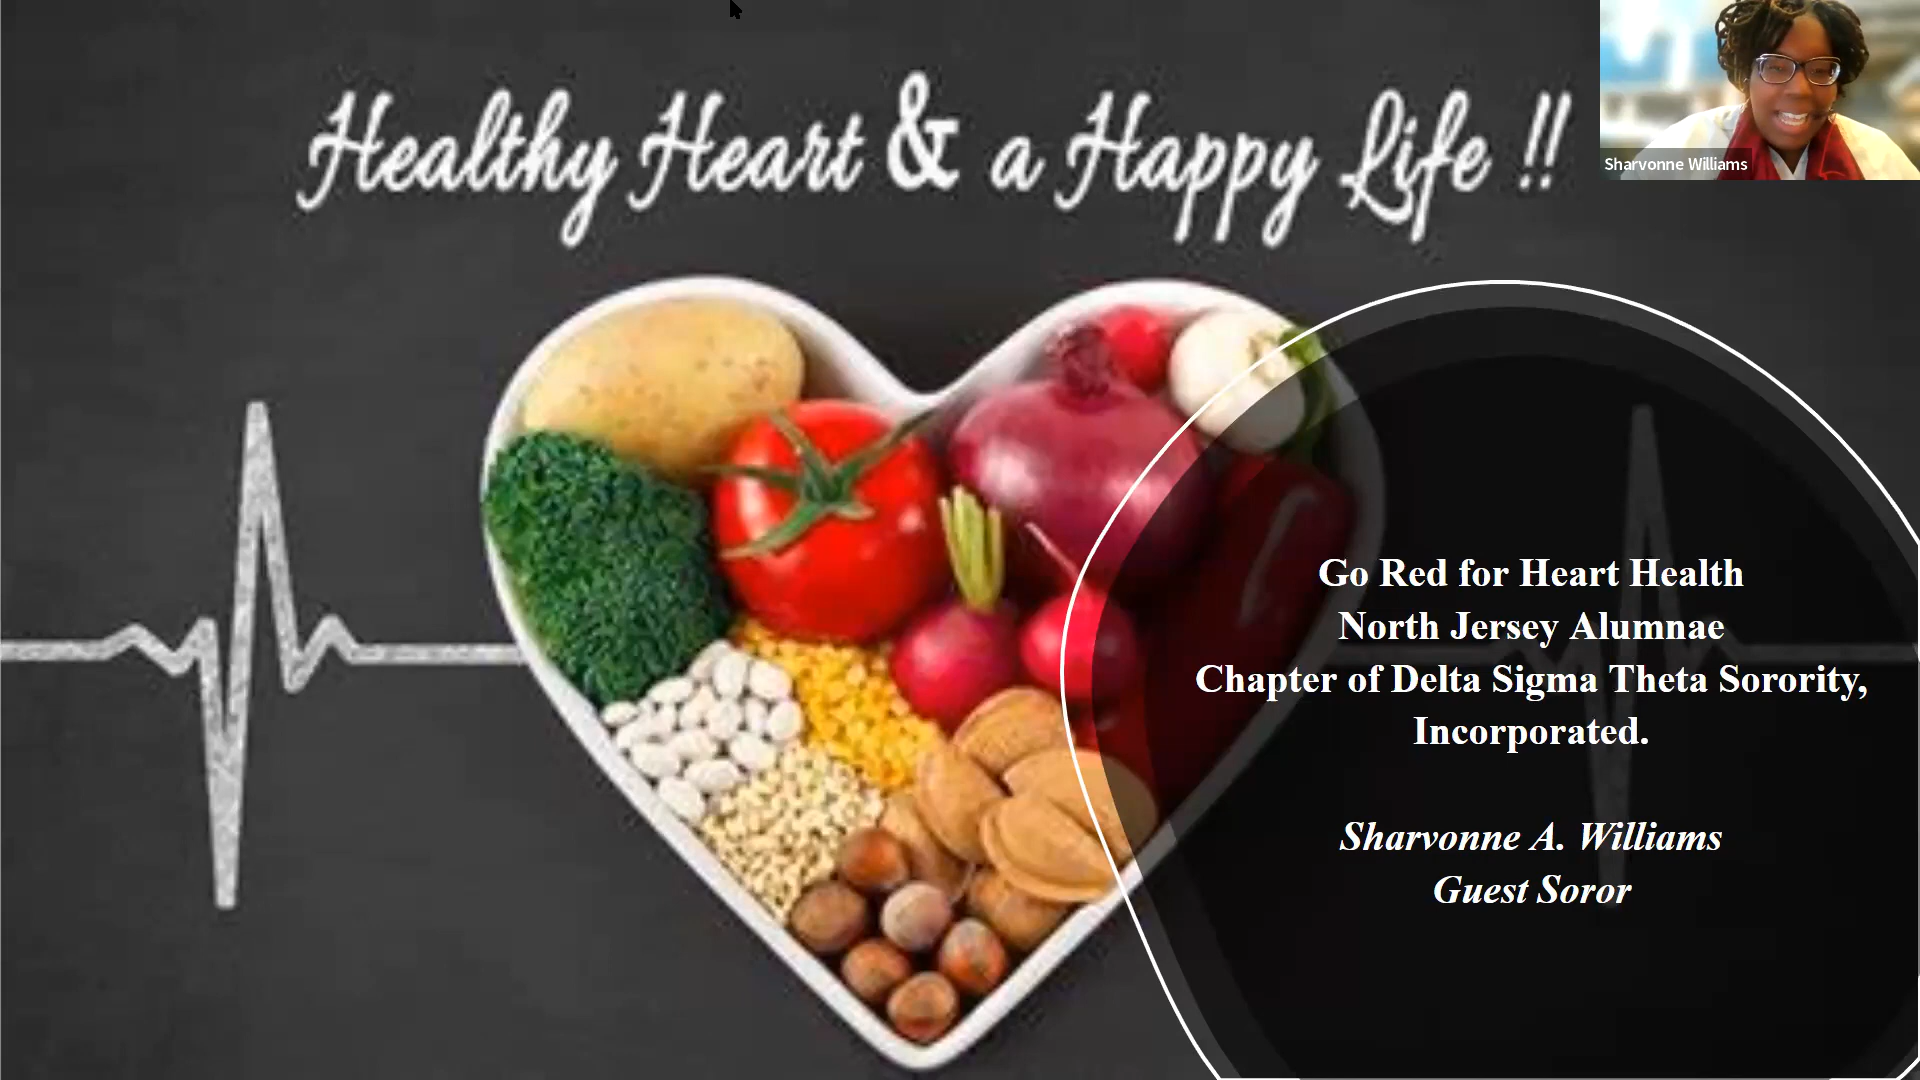 Healthy Heart & a Happy Life !!
Sharvonne Williams
Go Red for Heart Health
North Jersey Alumnae
Chapter of Delta Sigma Theta Sorority,
Incorporated.
Sharvonne A. Williams
Guest Soror